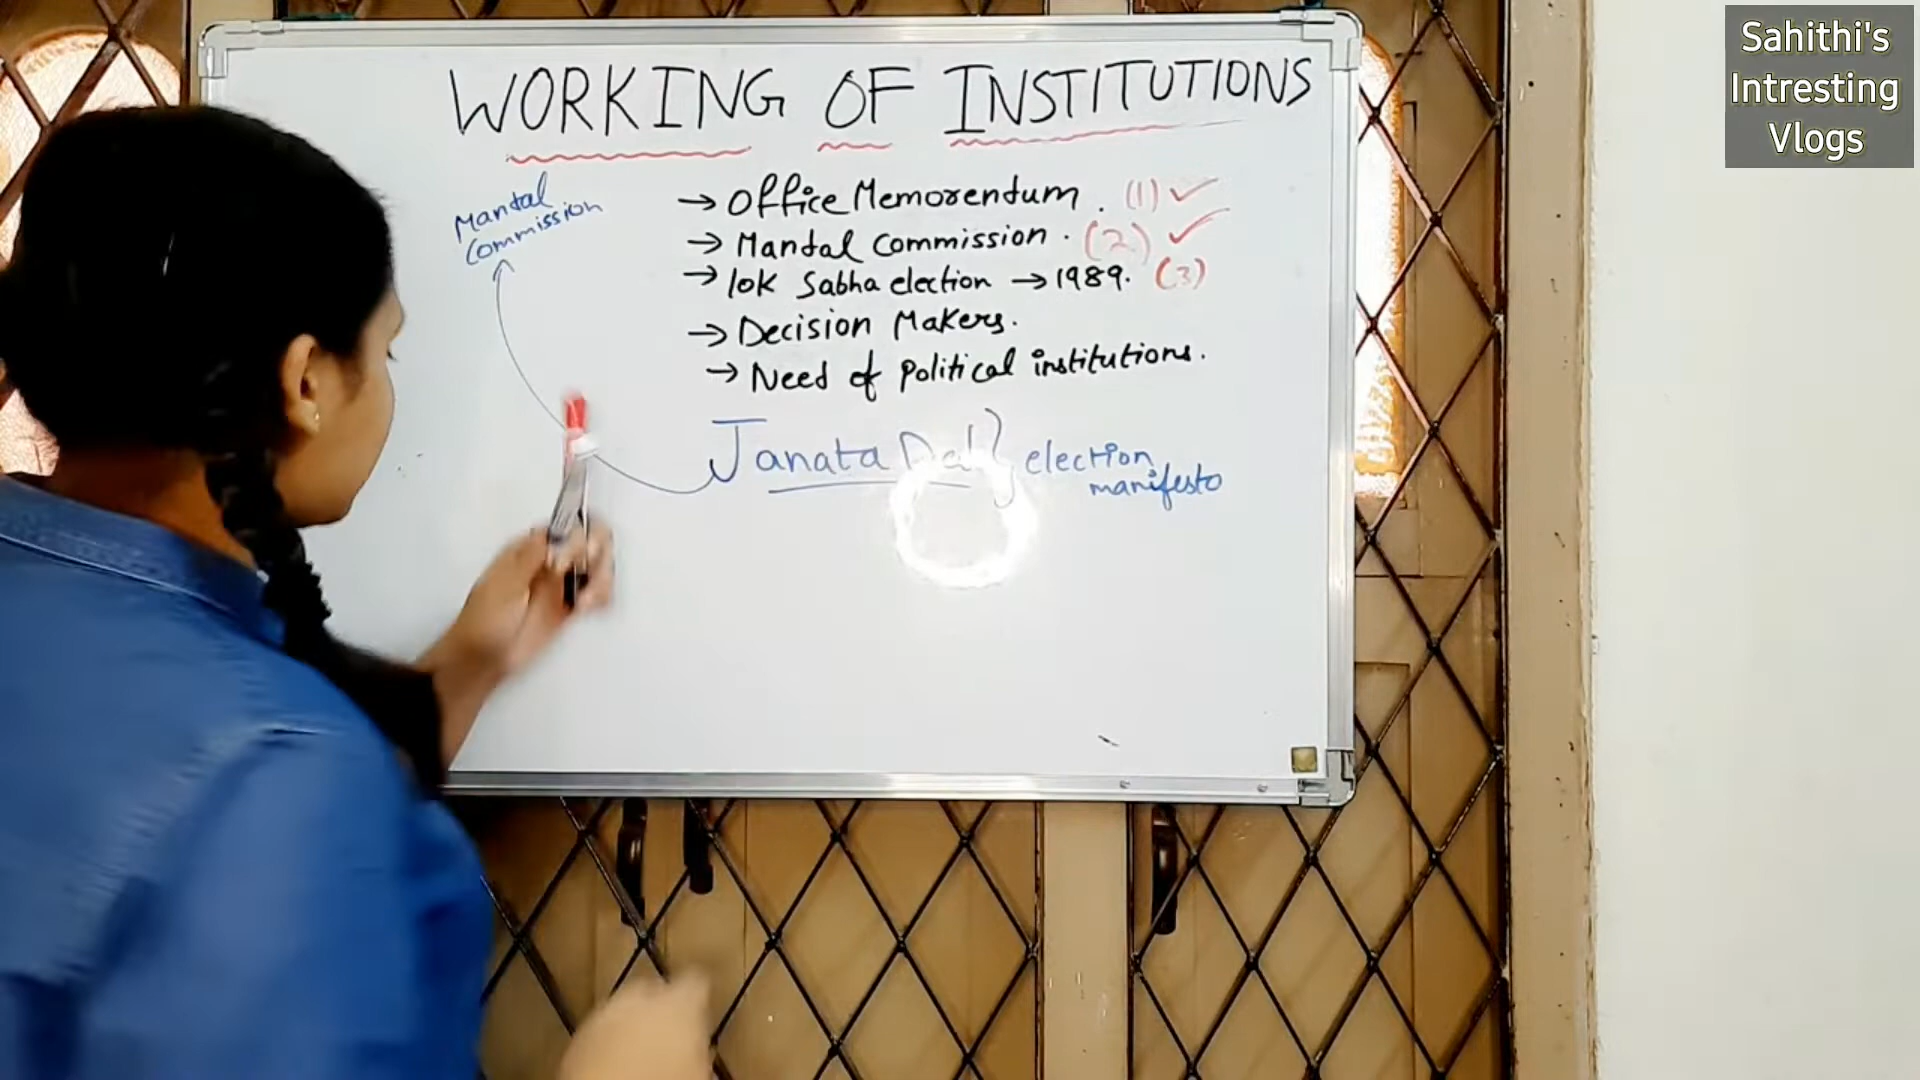 Sahithi's
Intresting
Vlogs
WORKING OF INSTITUTIONS
Mantal
Commission
→ Office Memorendum . (1) ✓
→ Mandal Commission . (2) ✓
→ lok Sabha election → 1989. (3)
→ Decision Makers.
→ Need of political institutions.
Janata Dal} election
manifesto